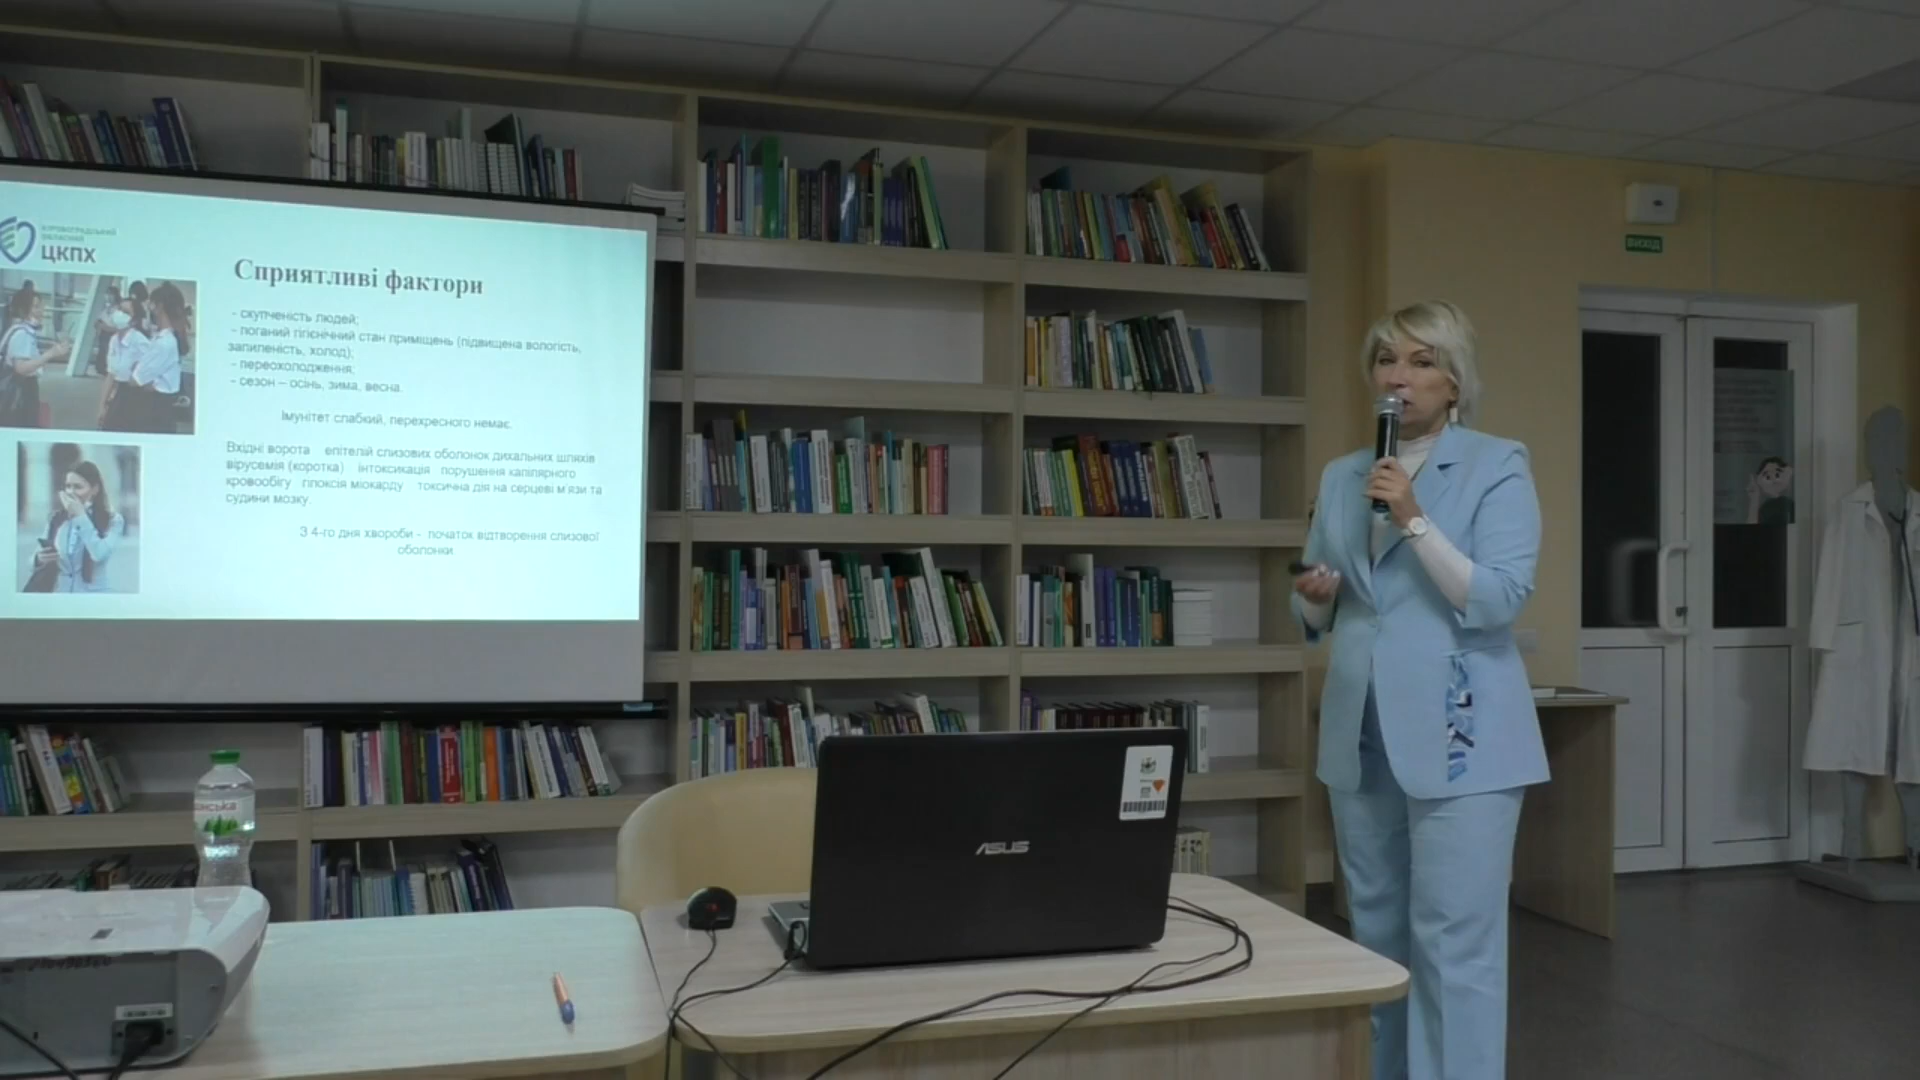 КІРОВОГРАДСЬКИЙ
ОБЛАСНИЙ
ЦКПХ
Сприятливі фактори
- скупченість людей;
- поганий гігієнічний стан приміщень (підвищена вологість,
запиленість, холод);
- переохолодження;
- сезон – осінь, зима, весна.
Імунітет слабкий, перехресного немає.
Вхідні ворота епітелій слизових оболонок дихальних шляхів
вірусемія (коротка) інтоксикація порушення капілярного
кровообігу гіпоксія міокарду токсична дія на серцеві м'язи та
судини мозку.
З 4-го дня хвороби - початок відтворення слизової
оболонки
ВИХІД
ASUS